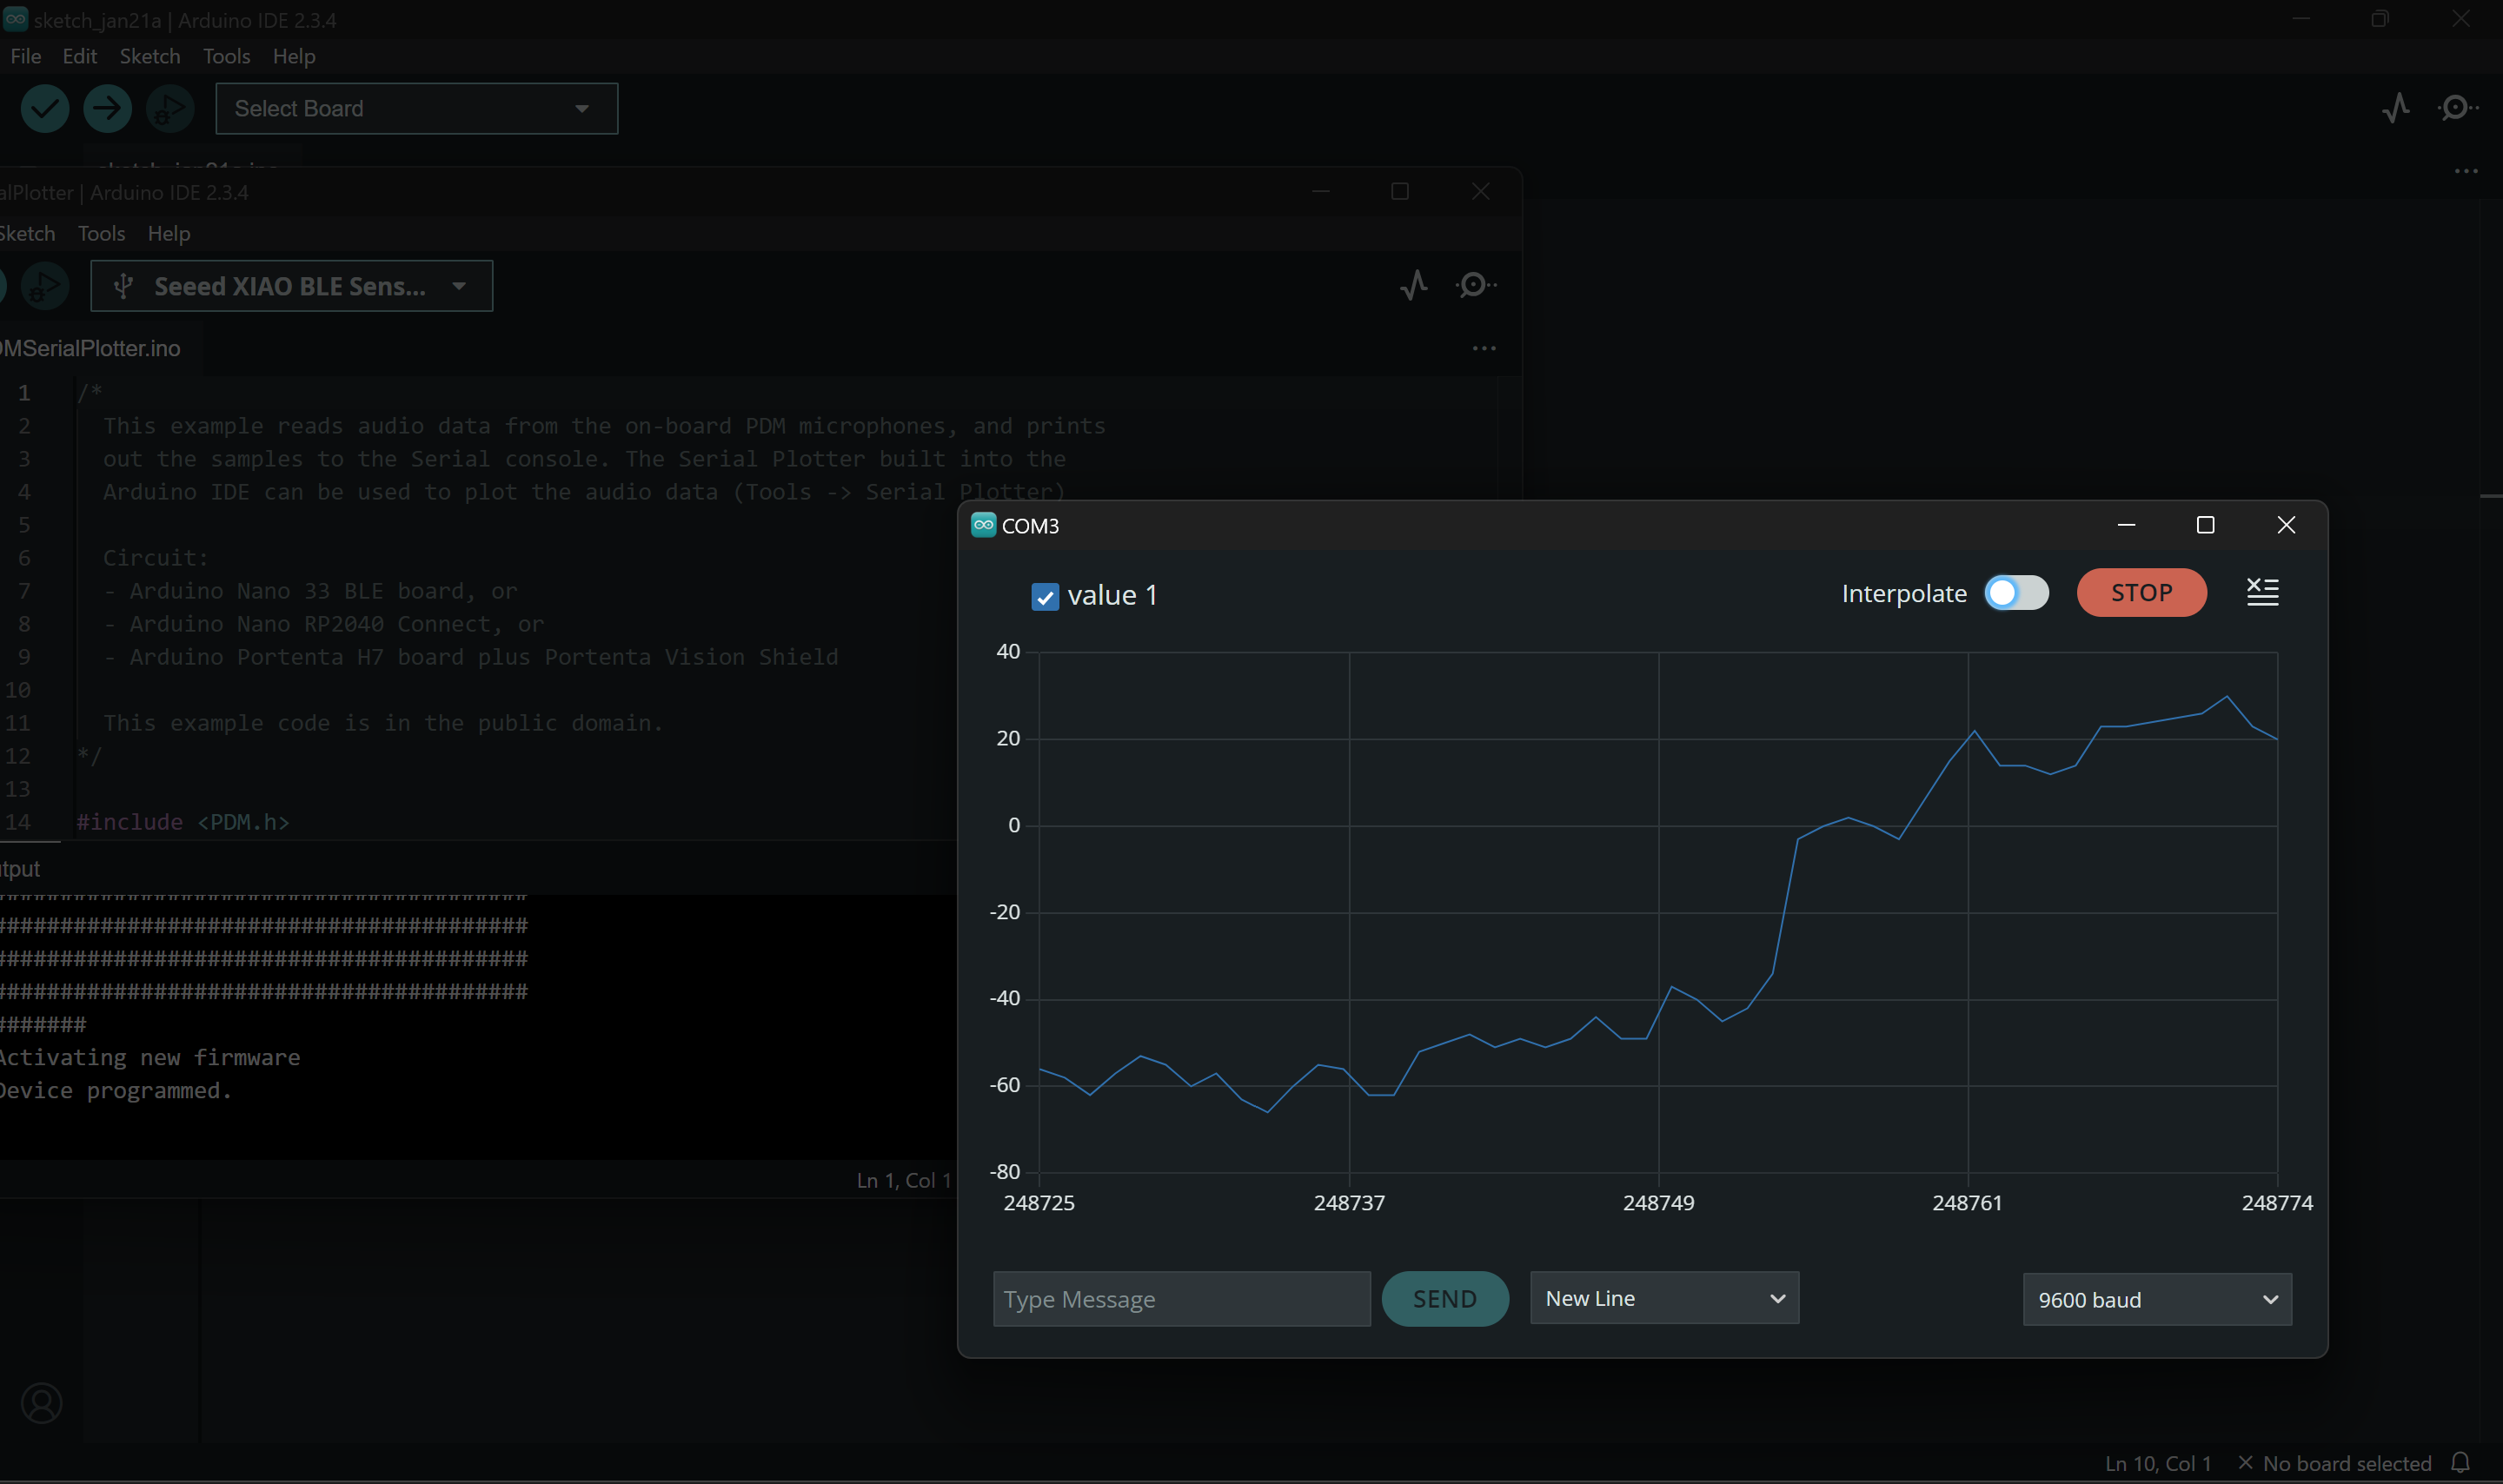 sketch_jan21a | Arduino IDE 2.3.4
File Edit Sketch Tools Help
Select Board
alPlotter | Arduino IDE 2.3.4
Sketch Tools Help
Seeed XIAO BLE Sens...
DMSerialPlotter.ino
1 /*
2 This example reads audio data from the on-board PDM microphones, and prints
3 out the samples to the Serial console. The Serial Plotter built into the
4 Arduino IDE can be used to plot the audio data (Tools -> Serial Plotter)
5
6 Circuit:
7 - Arduino Nano 33 BLE board, or
8 - Arduino Nano RP2040 Connect, or
9 - Arduino Portenta H7 board plus Portenta Vision Shield
10
11 This example code is in the public domain.
12 */
13
14 #include <PDM.h>
tput
########################################
########################################
########################################
#######
Activating new firmware
Device programmed.
Ln 1, Col 1
COM3
value 1
Interpolate
STOP
40
20
0
-20
-40
-60
-80
248725 248737 248749 248761 248774
Type Message
SEND
New Line
9600 baud
Ln 10, Col 1 No board selected